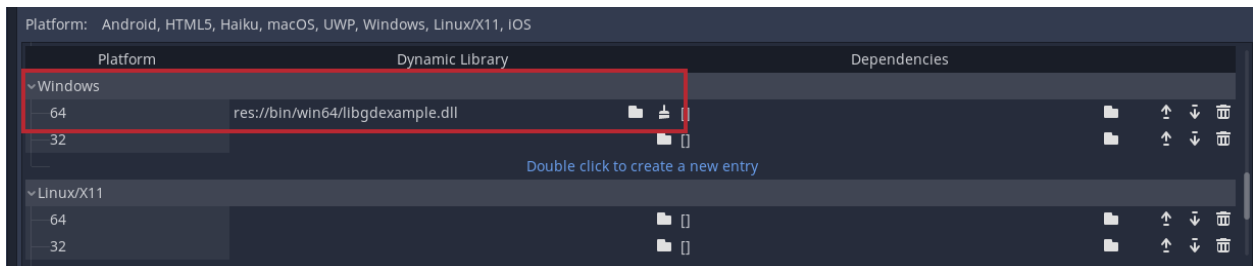 Platform: Android, HTML5, Haiku, macOS, UWP, Windows, Linux/X11, iOS
Platform Dynamic Library Dependencies
Windows
64 res://bin/win64/libgdexample.dll []
32 []
Double click to create a new entry
Linux/X11
64 []
32 []